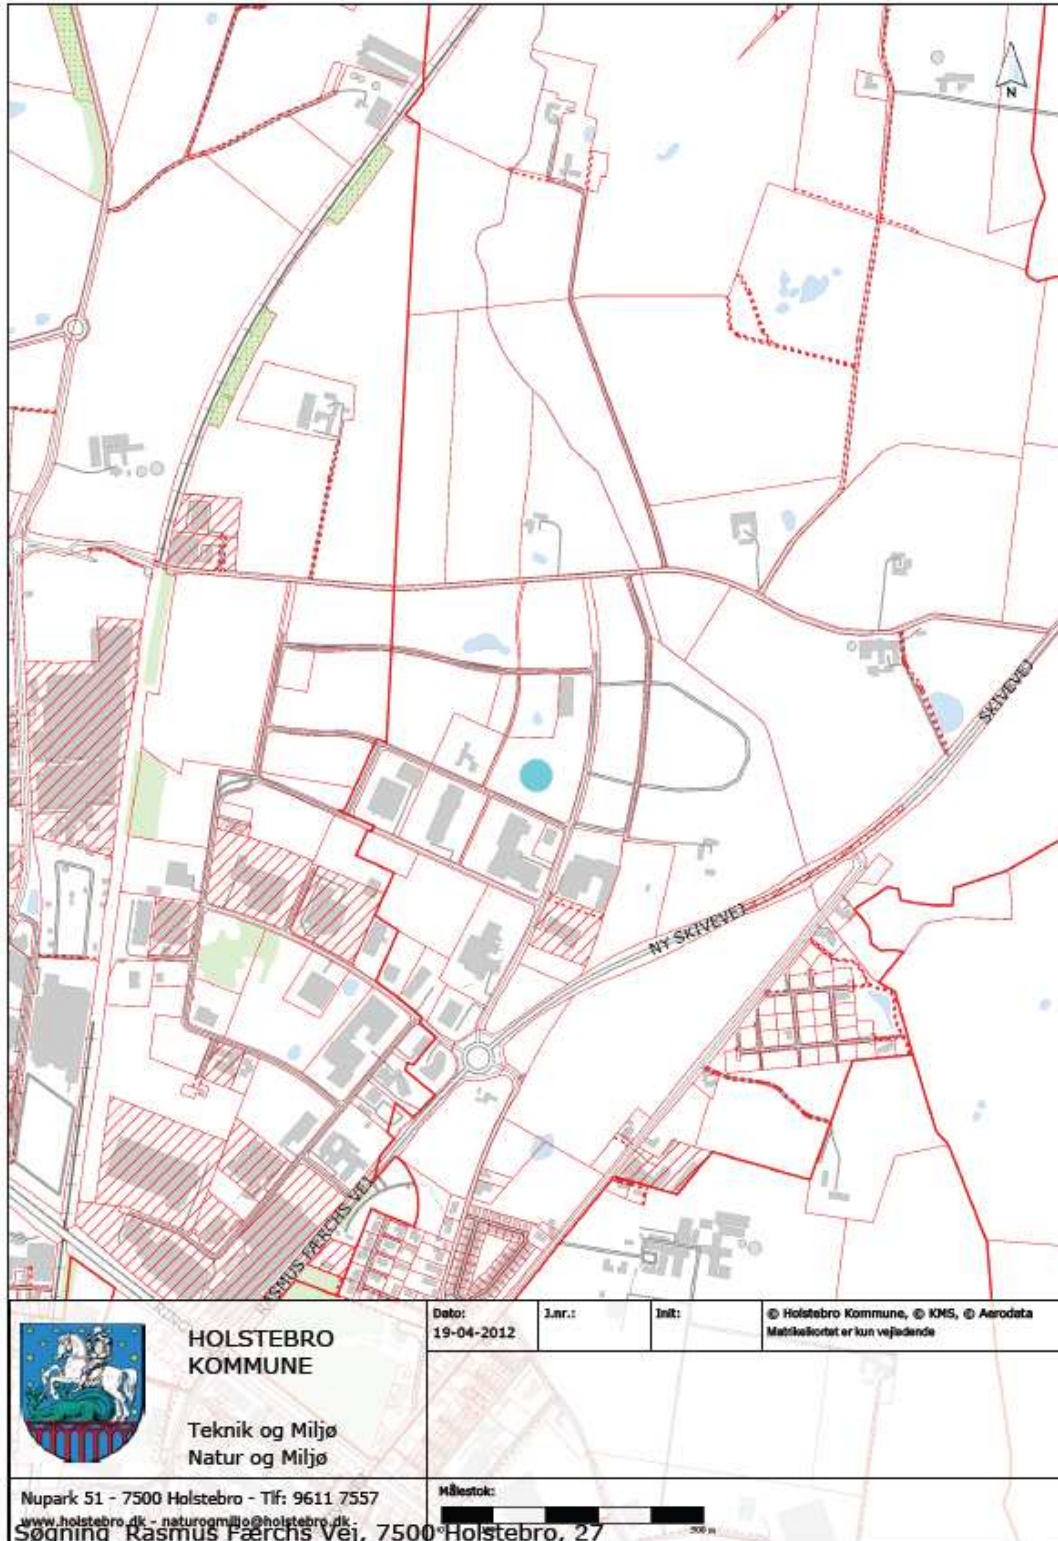 N
SKIVEVEJ
NY SKIVEVEJ
RASMUS FÆRCHS VEJ
HOLSTEBRO
KOMMUNE
Teknik og Miljø
Natur og Miljø
Dato:
19-04-2012
J.nr.:
Init:
© Holstebro Kommune, © KMS, © Aerodata
Matrikelkortet er kun vejledende
Nupark 51 - 7500 Holstebro - Tlf: 9611 7557
www.holstebro.dk - naturogmiljo@holstebro.dk
Målestok:
0
500 m
Søgning Rasmus Færchs Vej, 7500 Holstebro, 27